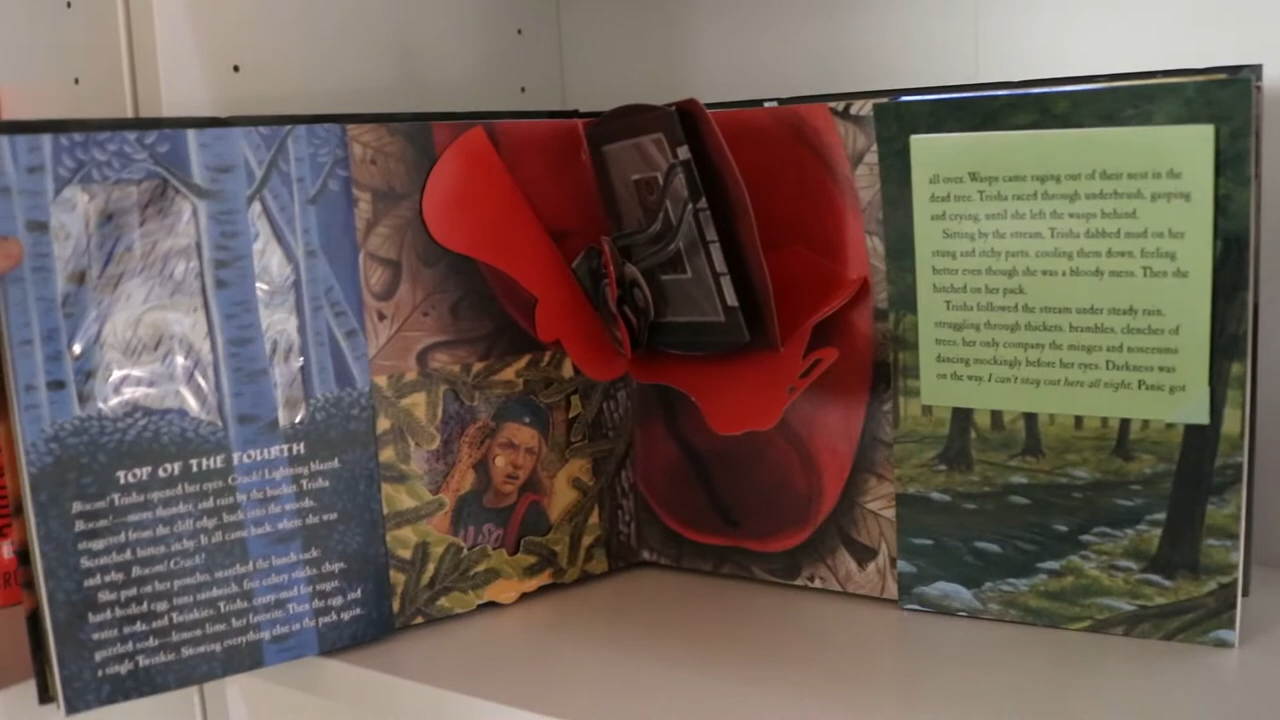 TOP OF THE FOURTH
Boom! Trisha opened her eyes. Crack! Lightning blazed.
Boom!—more thunder, and rain by the bucket. Trisha
staggered from the cliff edge, back into the woods.
Scratched, bitten, itchy: It all came back, where she was
and why. Boom! Crack!
She put on her poncho, searched the lunch sack:
hard-boiled egg, tuna sandwich, five celery sticks, chips,
water, soda, and Twinkies. Trisha, crazy-mad for sugar,
guzzled soda—lemon-lime, her favorite. Then the egg, and
a single Twinkie. Stowing everything else in the pack again,
all over. Wasps came raging out of their nest in the
dead tree. Trisha raced through underbrush, gasping
and crying, until she left the wasps behind.
Sitting by the stream, Trisha dabbed mud on her
stung and itchy parts, cooling them down, feeling
better even though she was a bloody mess. Then she
hitched on her pack.
Trisha followed the stream under steady rain,
struggling through thickets, brambles, clenches of
trees, her only company the minges and noseeums
dancing mockingly before her eyes. Darkness was
on the way. I can't stay out here all night. Panic got